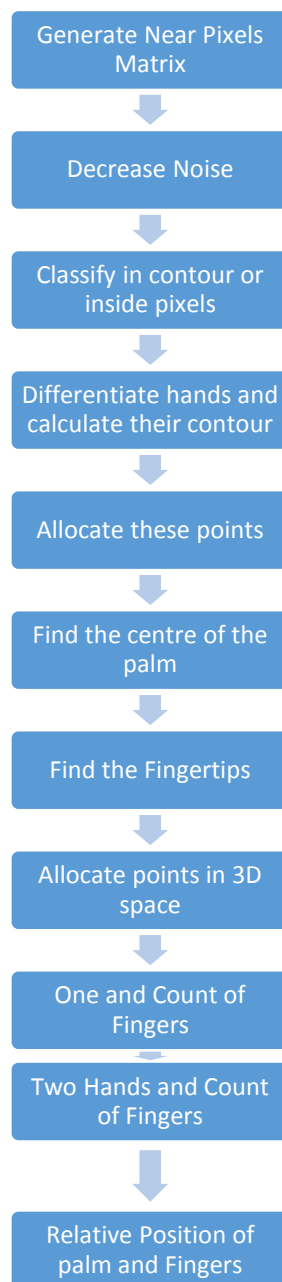 Generate Near Pixels
Matrix
Decrease Noise
Classify in contour or
inside pixels
Differentiate hands and
calculate their contour
Allocate these points
Find the centre of the
palm
Find the Fingertips
Allocate points in 3D
space
One and Count of
Fingers
Two Hands and Count
of Fingers
Relative Position of
palm and Fingers